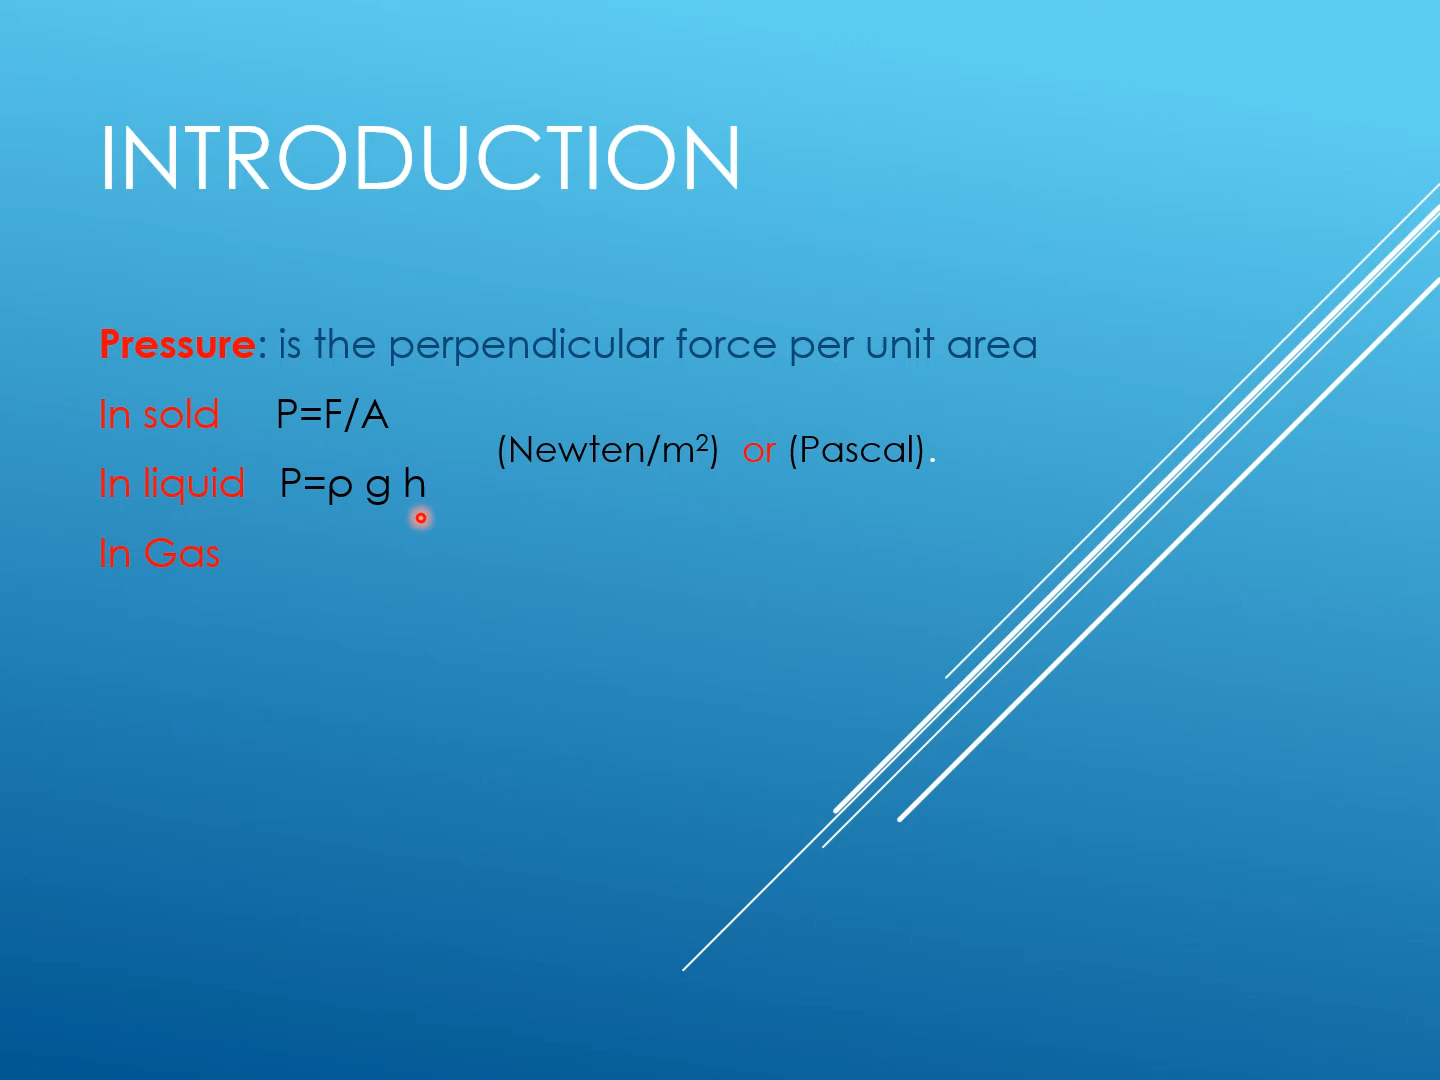 INTRODUCTION
Pressure: is the perpendicular force per unit area
In sold P=F/A
(Newten/m²) or (Pascal).
In liquid P=ρ g h
In Gas